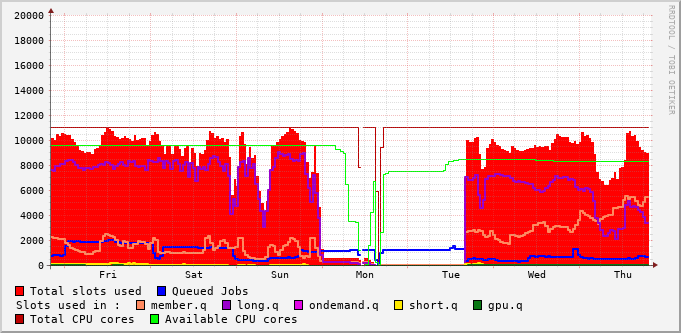 20000
18000
16000
14000
12000
10000
8000
6000
4000
2000
0
Fri Sat Sun Mon Tue Wed Thu
RRDTOOL / TOBI OETIKER
Total slots used Queued Jobs
Slots used in : member.q long.q ondemand.q short.q gpu.q
Total CPU cores Available CPU cores